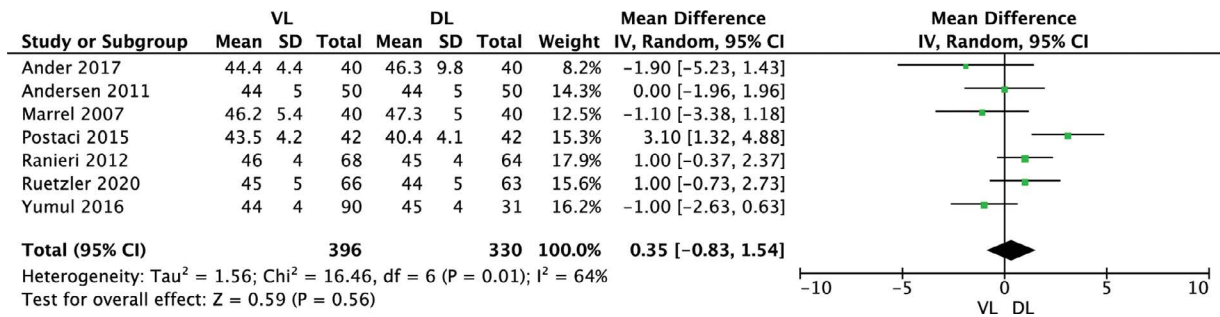 VL DL Mean Difference Mean Difference
Study or Subgroup Mean SD Total Mean SD Total Weight IV, Random, 95% CI IV, Random, 95% CI
Ander 2017 44.4 4.4 40 46.3 9.8 40 8.2% −1.90 [−5.23, 1.43]
Andersen 2011 44 5 50 44 5 50 14.3% 0.00 [−1.96, 1.96]
Marrel 2007 46.2 5.4 40 47.3 5 40 12.5% −1.10 [−3.38, 1.18]
Postaci 2015 43.5 4.2 42 40.4 4.1 42 15.3% 3.10 [1.32, 4.88]
Ranieri 2012 46 4 68 45 4 64 17.9% 1.00 [−0.37, 2.37]
Ruetzler 2020 45 5 66 44 5 63 15.6% 1.00 [−0.73, 2.73]
Yumul 2016 44 4 90 45 4 31 16.2% −1.00 [−2.63, 0.63]
Total (95% CI) 396 330 100.0% 0.35 [−0.83, 1.54]
Heterogeneity: Tau² = 1.56; Chi² = 16.46, df = 6 (P = 0.01); I² = 64%
Test for overall effect: Z = 0.59 (P = 0.56)
−10 −5 0 5 10
VL DL